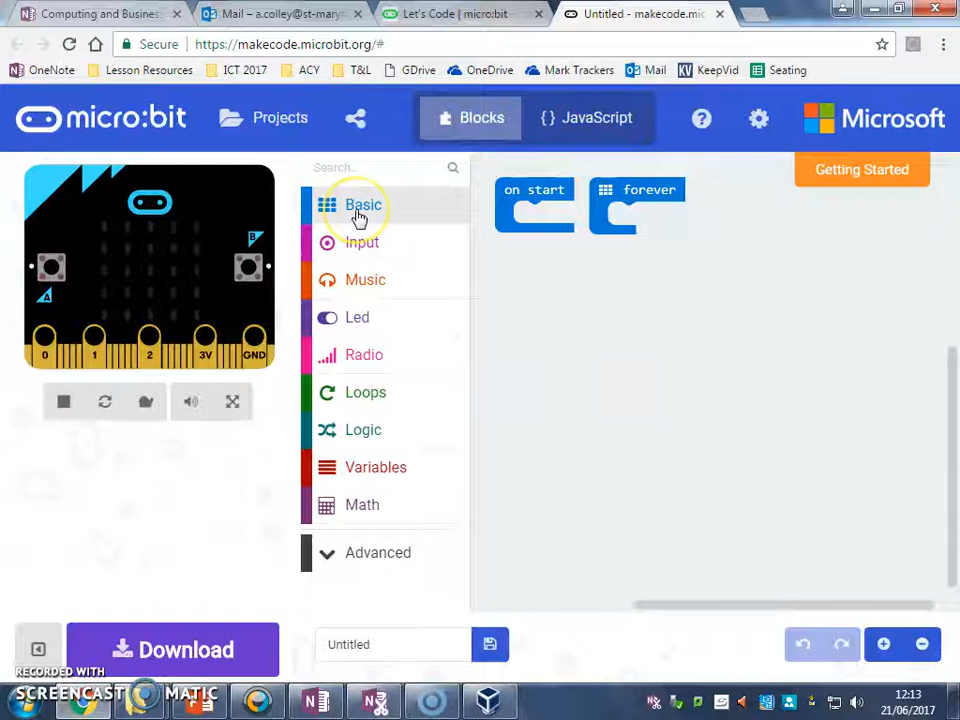 Computing and Busines
Mail – a.colley@st-mary
Let's Code | micro:bit
Untitled - makecode.mic
Secure
https://makecode.microbit.org/#
OneNote
Lesson Resources
ICT 2017
ACY
T&L
GDrive
OneDrive
Mark Trackers
Mail
KV KeepVid
Seating
micro:bit
Projects
Blocks
{} JavaScript
?
Microsoft
Search...
Getting Started
on start
forever
Basic
Input
Music
Led
Radio
Loops
Logic
Variables
Math
Advanced
A
B
0
1
2
3V
GND
Download
Untitled
RECORDED WITH
SCREENCAST MATIC
12:13
21/06/2017